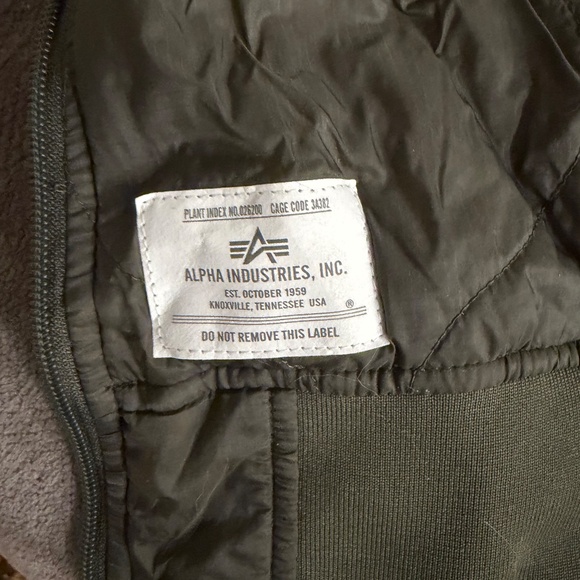 PLANT INDEX NO.026200 CAGE CODE 3A382
ALPHA INDUSTRIES, INC.
EST. OCTOBER 1959
KNOXVILLE, TENNESSEE USA ®
DO NOT REMOVE THIS LABEL